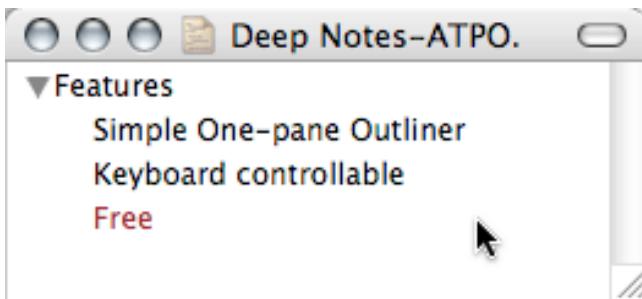 Deep Notes-ATPO.
Features
Simple One-pane Outliner
Keyboard controllable
Free